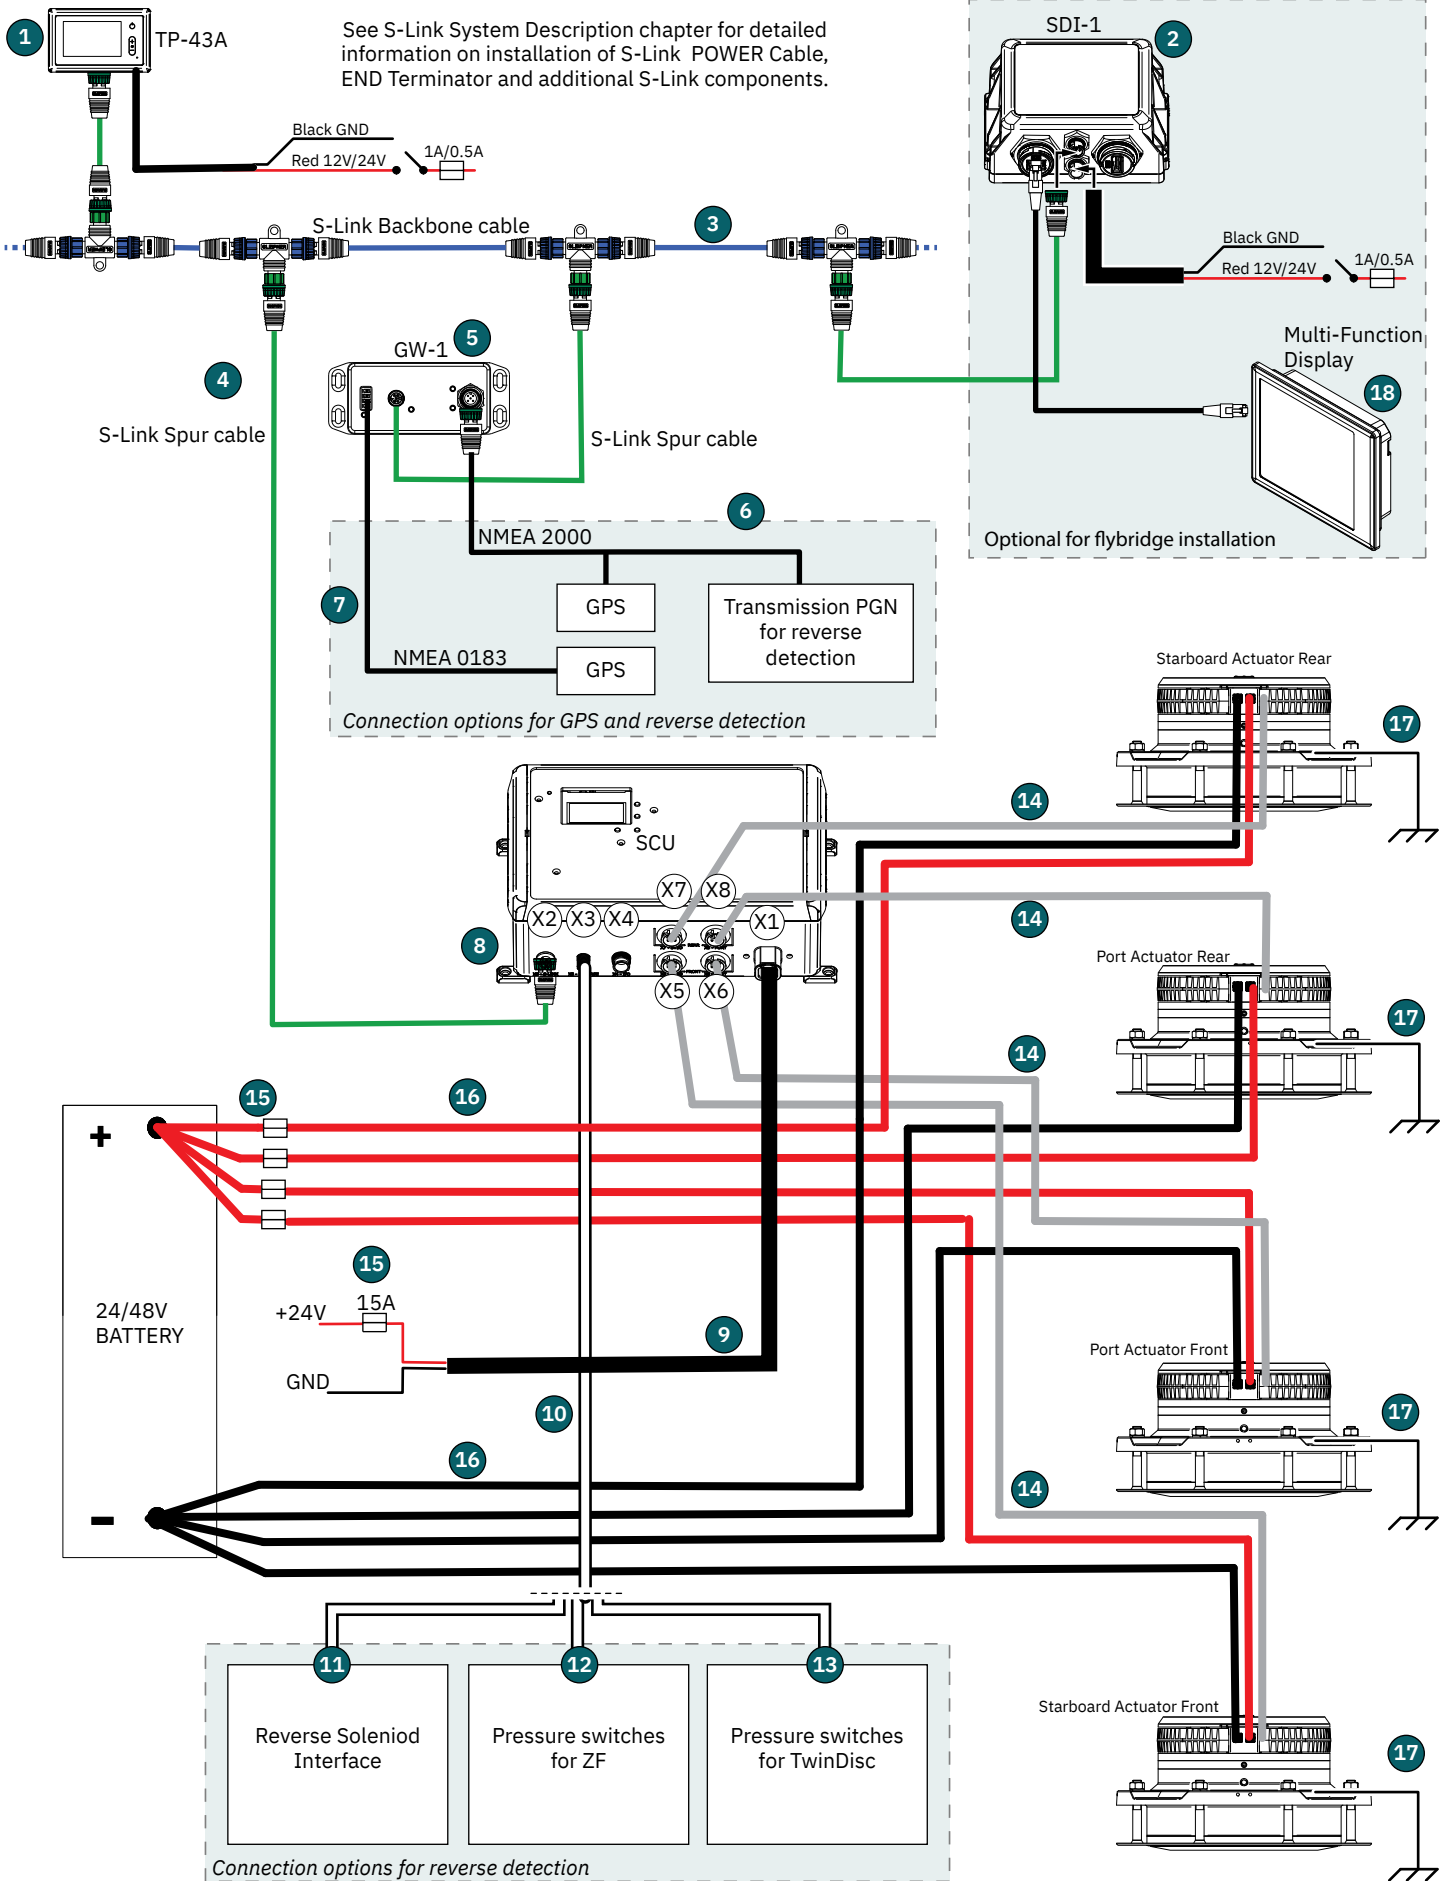 1
TP-43A
See S-Link System Description chapter for detailed
information on installation of S-Link POWER Cable,
END Terminator and additional S-Link components.
SDI-1
2
Black GND
Red 12V/24V
1A/0.5A
S-Link Backbone cable
3
Black GND
Red 12V/24V
1A/0.5A
GW-1
5
4
S-Link Spur cable
S-Link Spur cable
Multi-Function
Display
18
Optional for flybridge installation
6
NMEA 2000
7
GPS
Transmission PGN
for reverse
detection
NMEA 0183
GPS
Connection options for GPS and reverse detection
Starboard Actuator Rear
17
14
SCU
X7
X8
X2
X3
X4
X1
8
X5
X6
14
Port Actuator Rear
17
14
15
16
+
24/48V
BATTERY
15
+24V
15A
GND
9
10
Port Actuator Front
17
16
14
-
11
12
13
Reverse Soleniod
Interface
Pressure switches
for ZF
Pressure switches
for TwinDisc
Connection options for reverse detection
Starboard Actuator Front
17